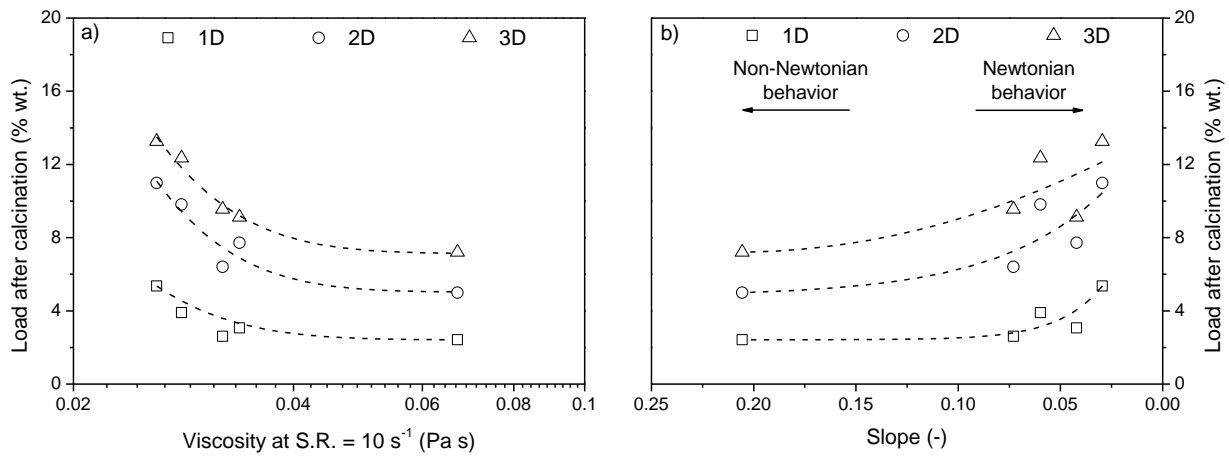 a) 1D 2D 3D
20
16
12
8
4
0
Load after calcination (% wt.)
0.02 0.04 0.06 0.08 0.1
Viscosity at S.R. = 10 s⁻¹ (Pa s)
b) 1D 2D 3D
Non-Newtonian
behavior
Newtonian
behavior
20
16
12
8
4
0
Load after calcination (% wt.)
0.25 0.20 0.15 0.10 0.05 0.00
Slope (-)